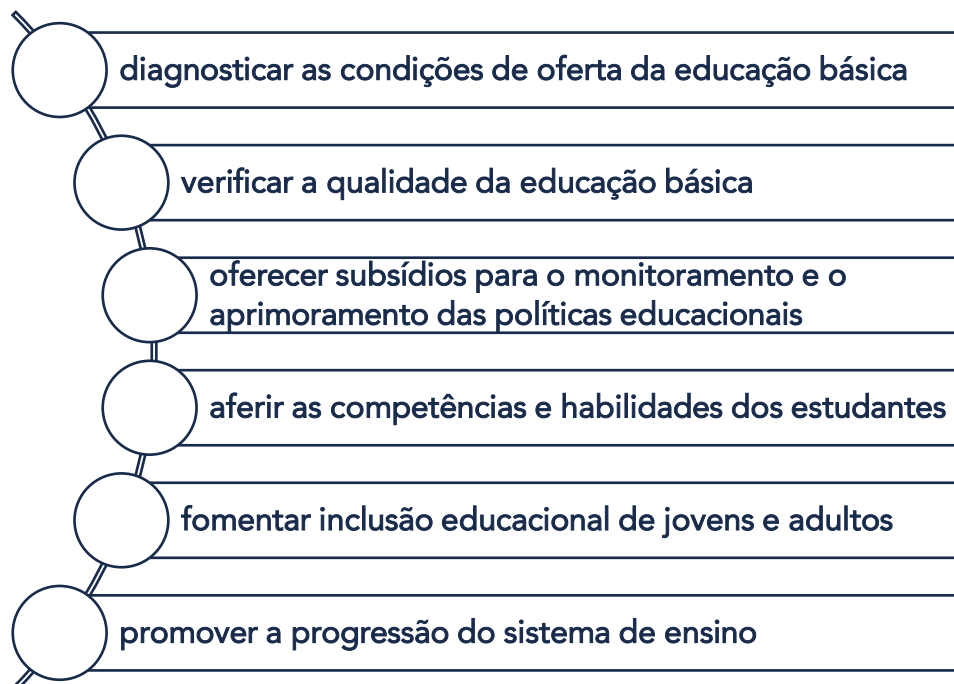 diagnosticar as condições de oferta da educação básica
verificar a qualidade da educação básica
oferecer subsídios para o monitoramento e o
aprimoramento das políticas educacionais
aferir as competências e habilidades dos estudantes
fomentar inclusão educacional de jovens e adultos
promover a progressão do sistema de ensino